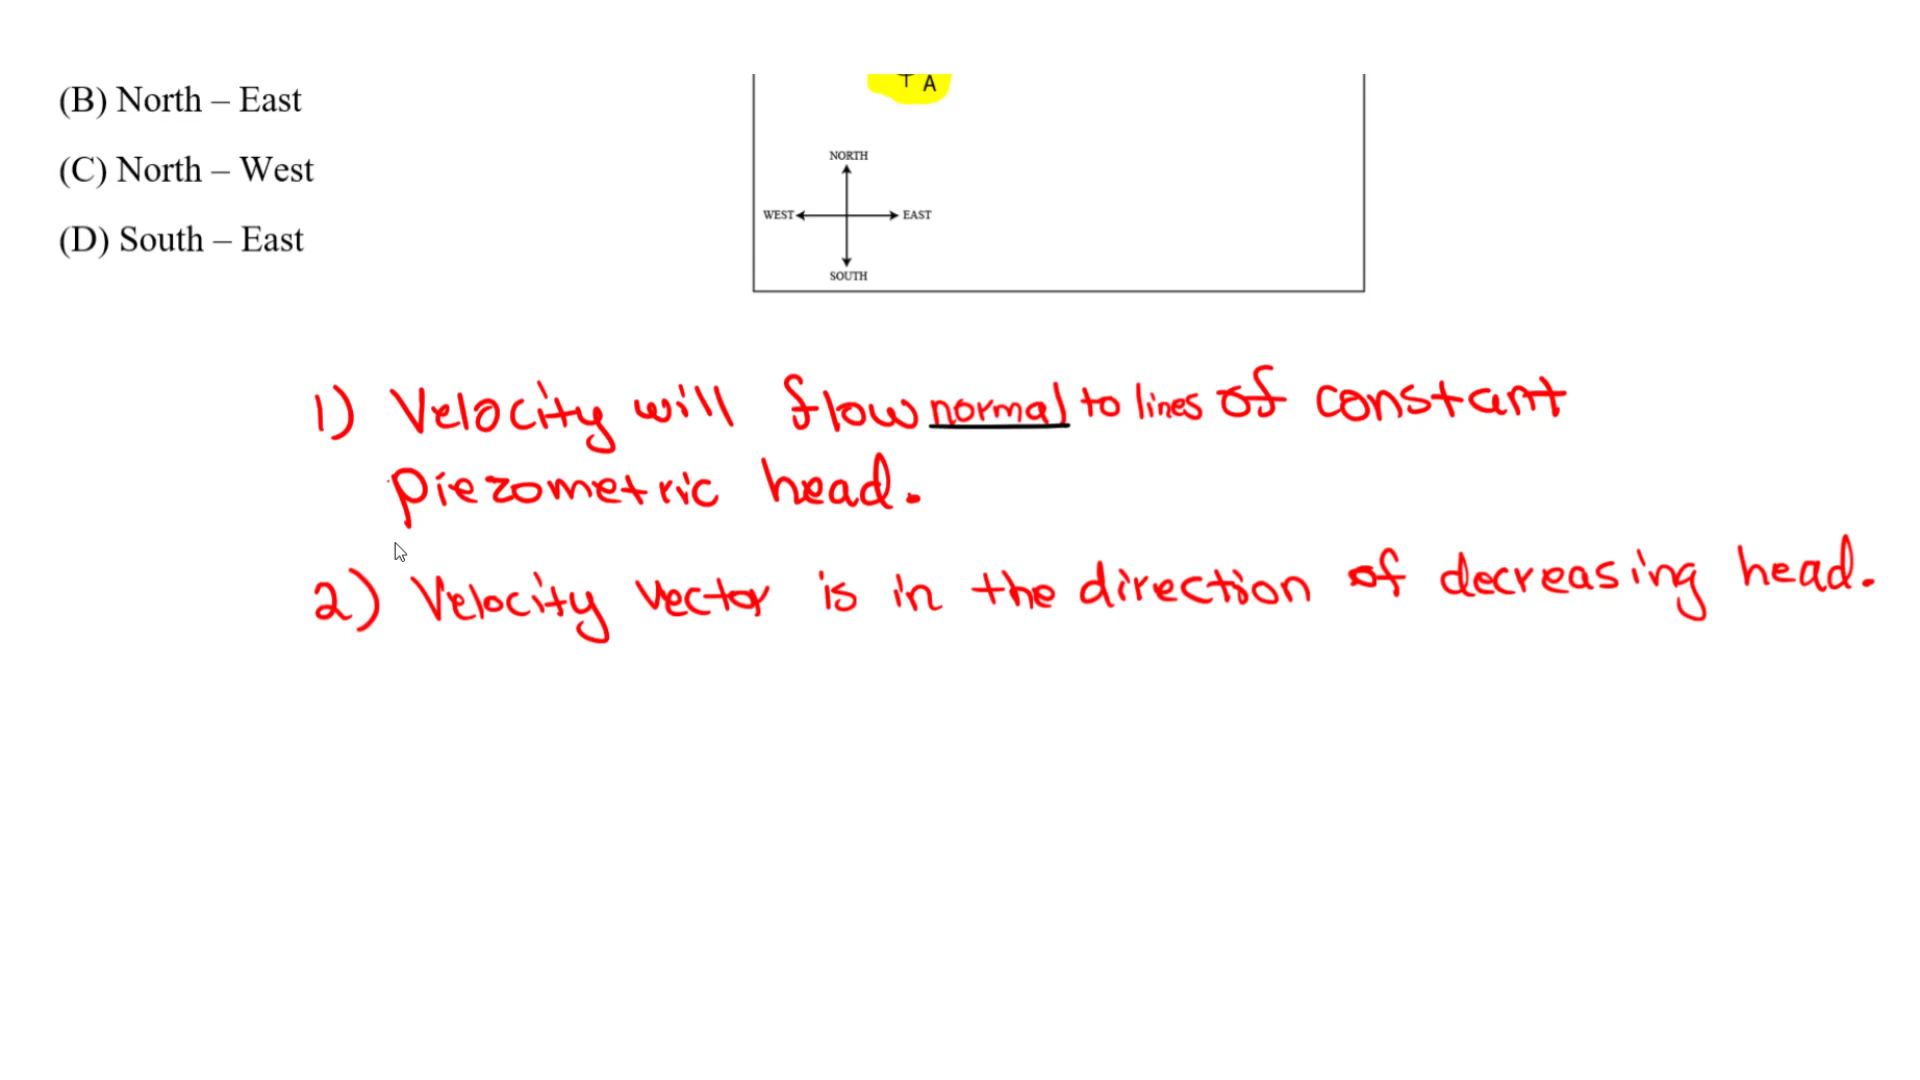 (B) North – East
(C) North – West
(D) South – East
A
NORTH
WEST EAST
SOUTH
1) Velocity will flow normal to lines of constant
piezometric head.
2) Velocity vector is in the direction of decreasing head.